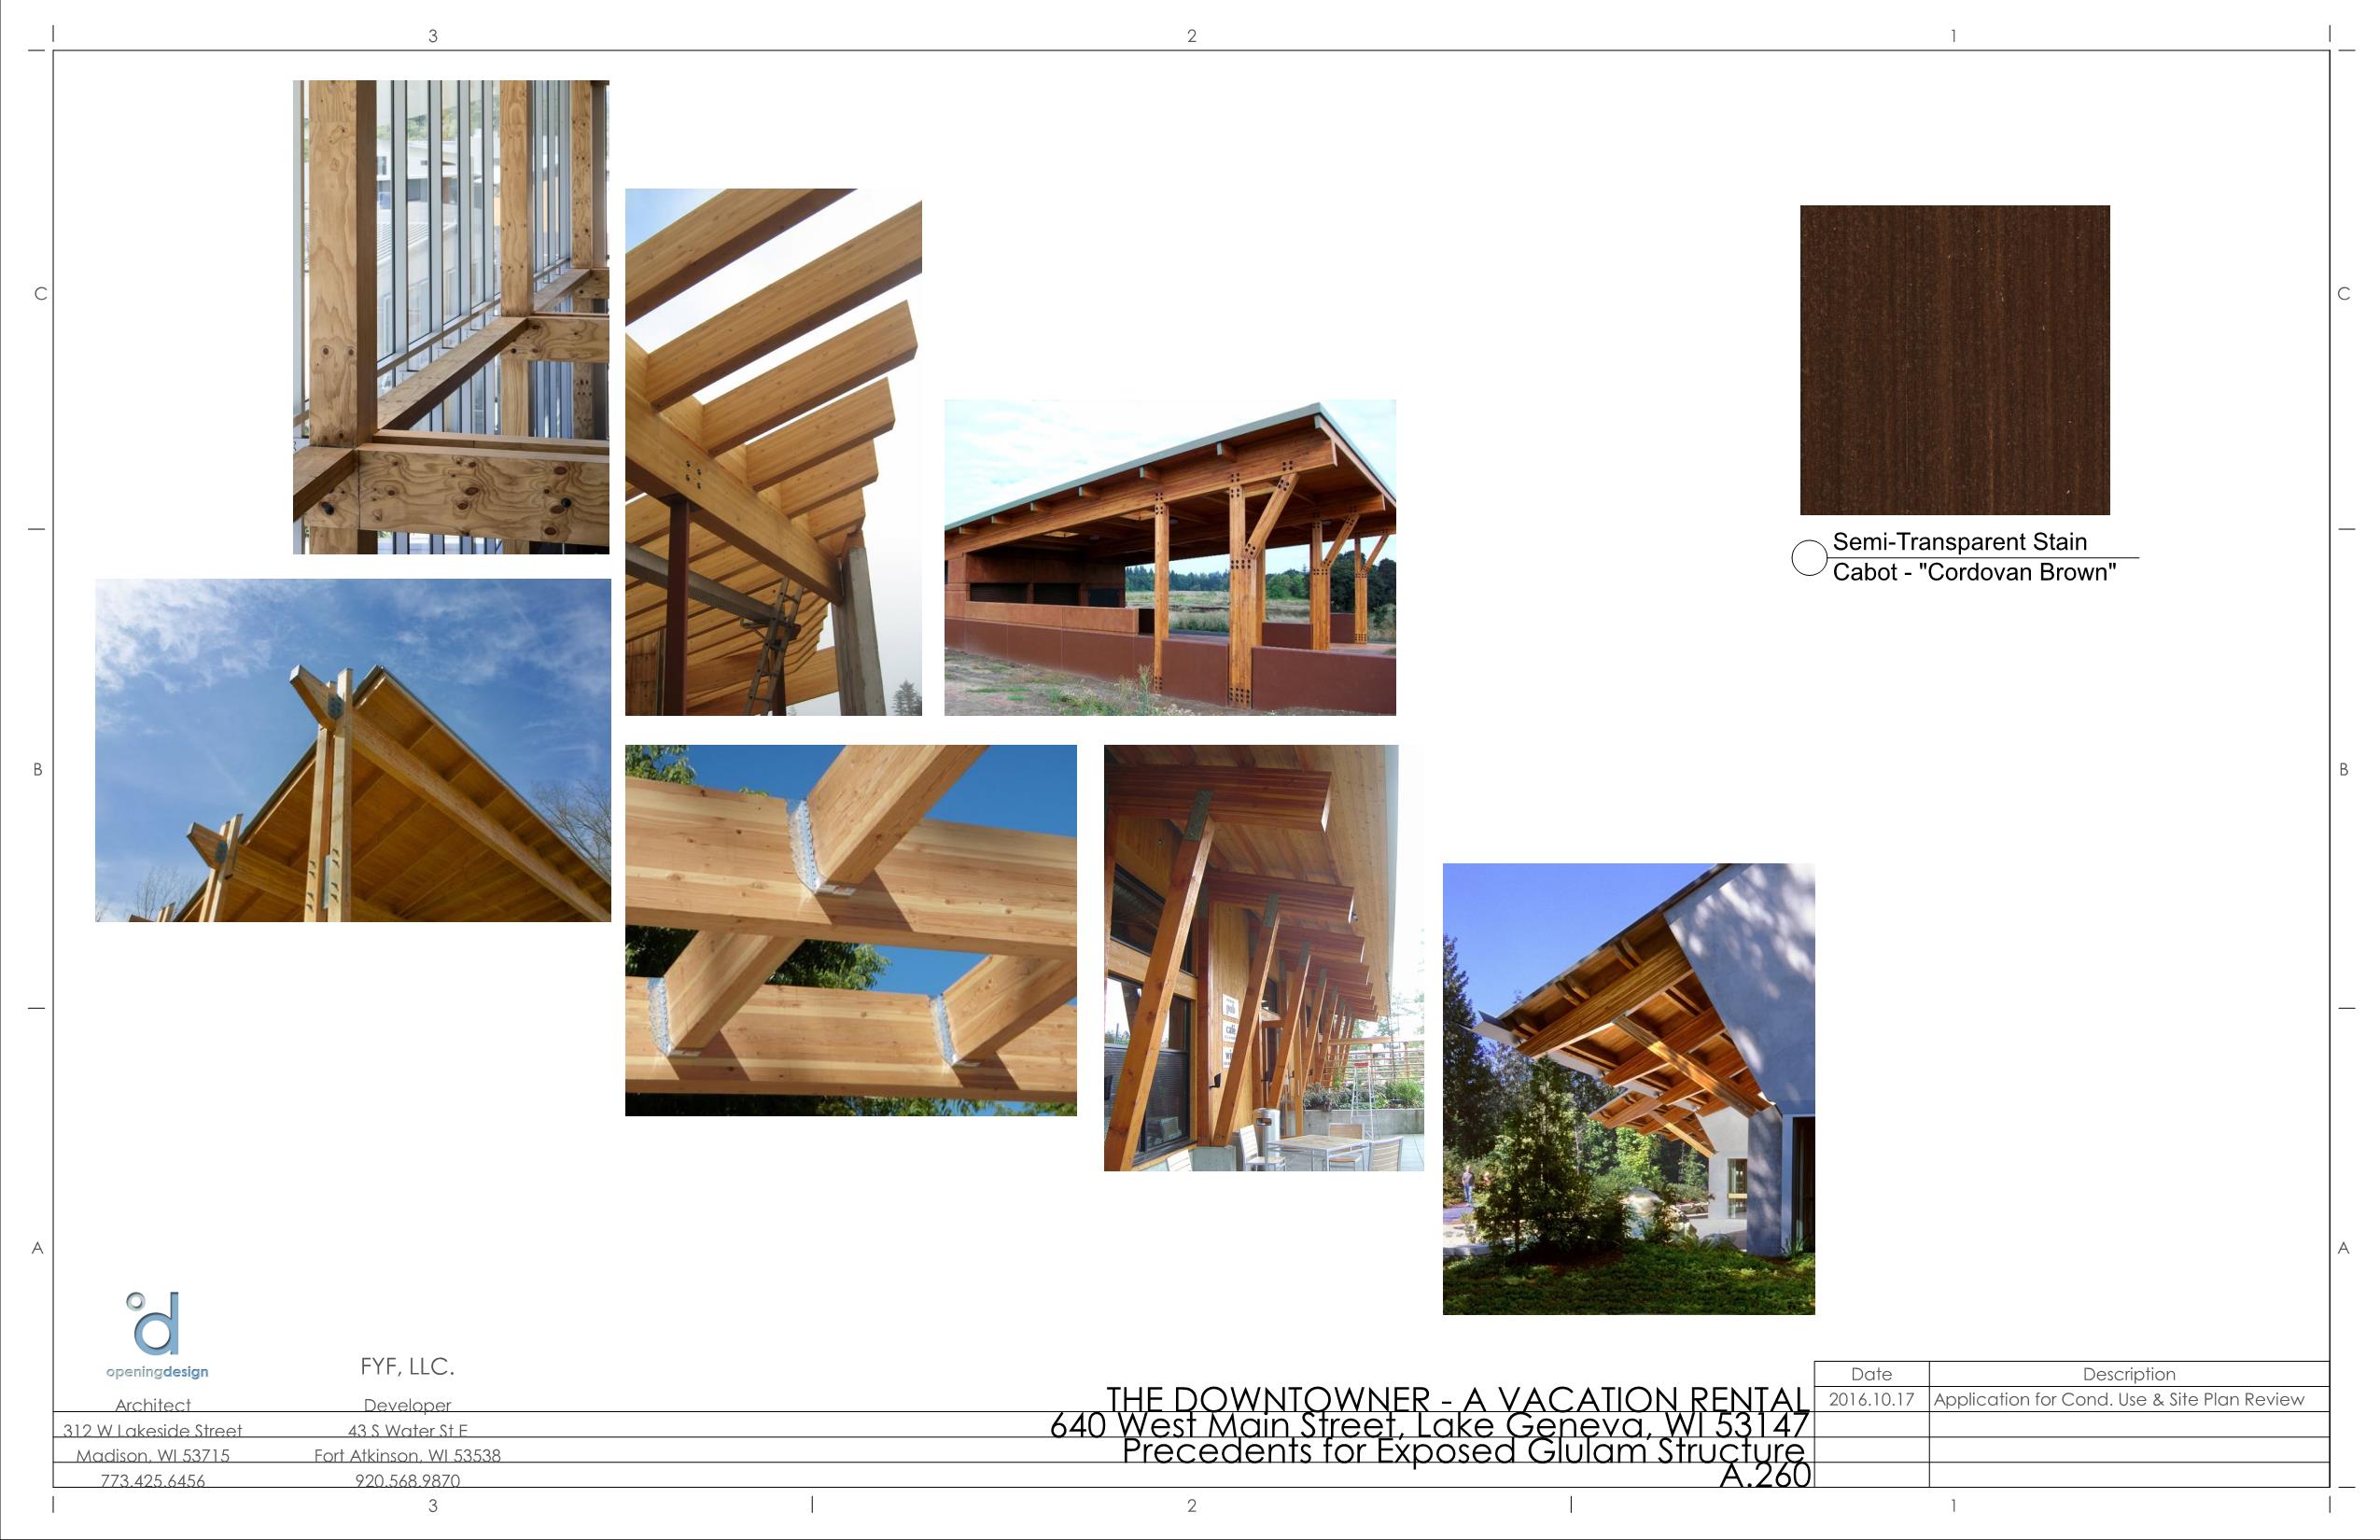 3
2
1
C
C
Semi-Transparent Stain
Cabot - "Cordovan Brown"
B
B
A
A
openingdesign
FYF, LLC.
Architect
Developer
312 W Lakeside Street
43 S Water St E
Madison, WI 53715
Fort Atkinson, WI 53538
773.425.6456
920.568.9870
THE DOWNTOWNER - A VACATION RENTAL
640 West Main Street, Lake Geneva, WI 53147
Precedents for Exposed Glulam Structure
A.260
Date
Description
2016.10.17
Application for Cond. Use & Site Plan Review
3
2
1